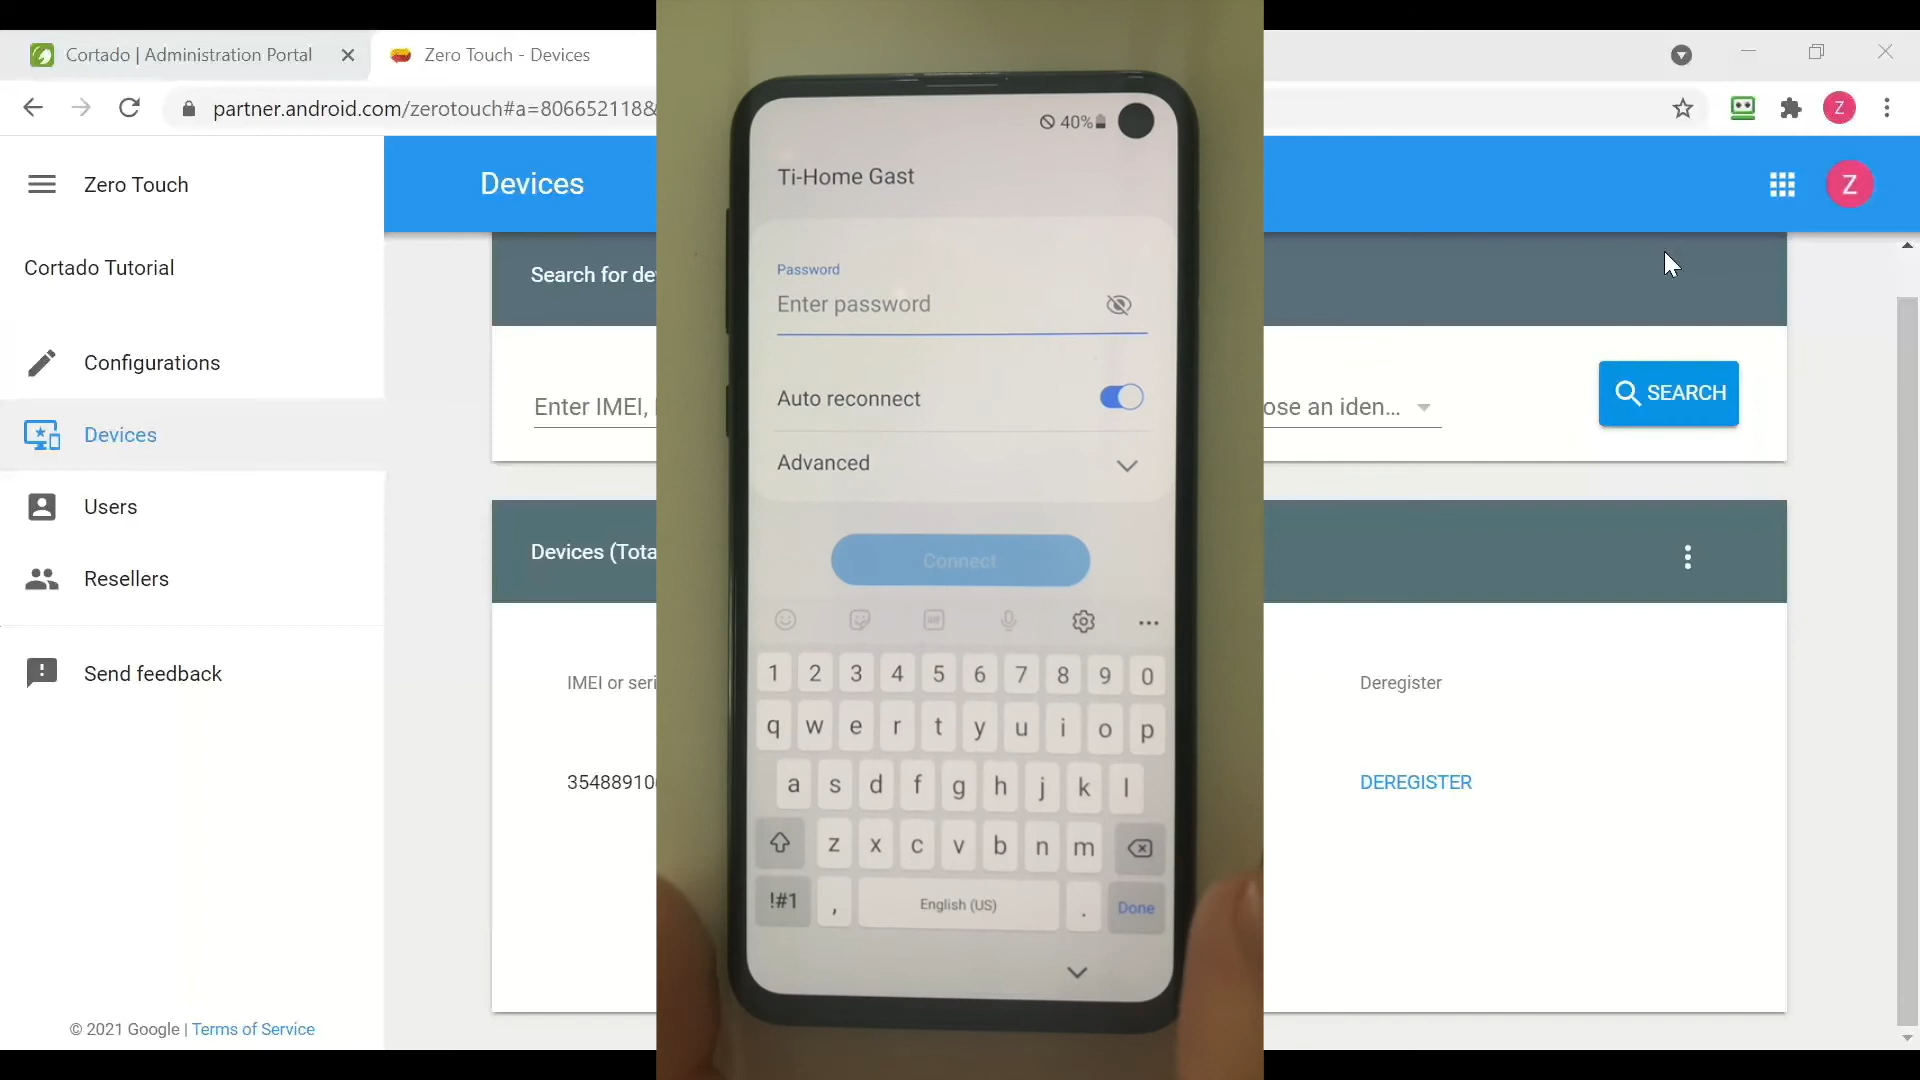 Cortado | Administration Portal
Zero Touch - Devices
partner.android.com/zerotouch#a=806652118&
Z
Zero Touch
Devices
Z
Cortado Tutorial
Configurations
Devices
Users
Resellers
Send feedback
© 2021 Google | Terms of Service
Search for de
Enter IMEI,
ose an iden...
SEARCH
Devices (Tota
IMEI or seri
Deregister
35488910
DEREGISTER
40%
Ti-Home Gast
Password
Enter password
Auto reconnect
Advanced
Connect
GIF
1 2 3 4 5 6 7 8 9 0
q w e r t y u i o p
a s d f g h j k l
z x c v b n m
!#1 , English (US) . Done